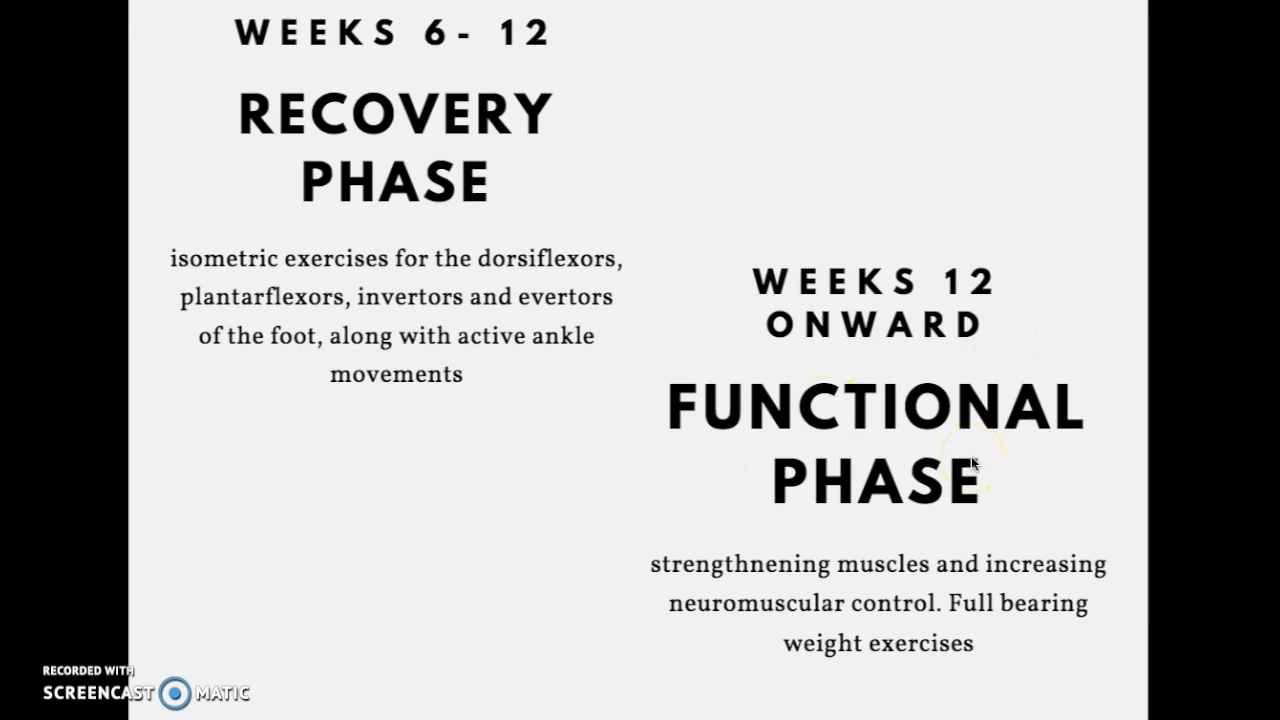 WEEKS 6- 12
RECOVERY
PHASE
isometric exercises for the dorsiflexors,
plantarflexors, invertors and evertors
of the foot, along with active ankle
movements
WEEKS 12
ONWARD
FUNCTIONAL
PHASE
strengthnening muscles and increasing
neuromuscular control. Full bearing
weight exercises
RECORDED WITH
SCREENCAST MATIC